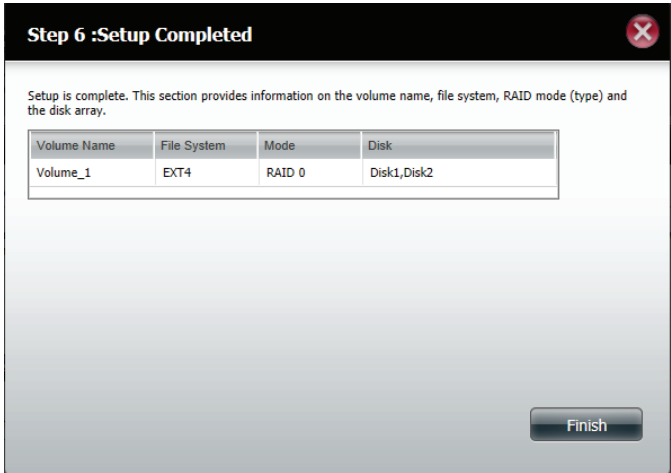 Step 6 :Setup Completed
Setup is complete. This section provides information on the volume name, file system, RAID mode (type) and
the disk array.
Volume Name File System Mode Disk
Volume_1 EXT4 RAID 0 Disk1,Disk2
Finish